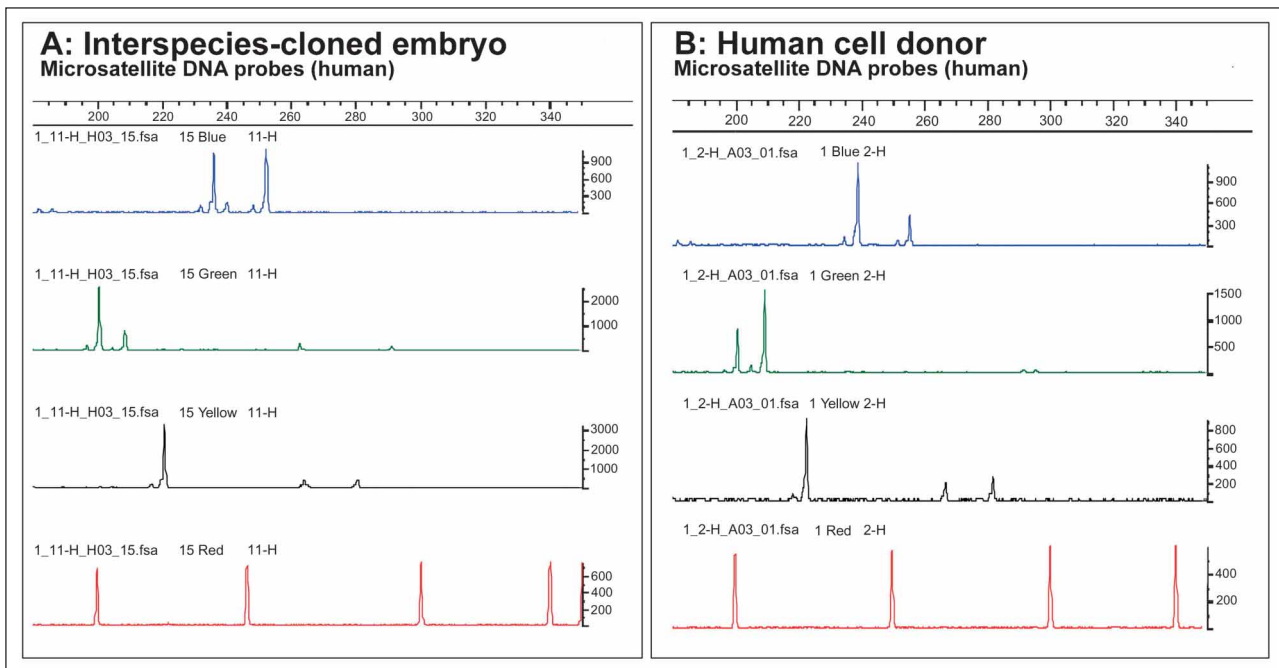 A: Interspecies-cloned embryo
Microsatellite DNA probes (human)
200 220 240 260 280 300 320 340
1_11-H_H03_15.fsa 15 Blue 11-H
900
600
300
1_11-H_H03_15.fsa 15 Green 11-H
2000
1000
1_11-H_H03_15.fsa 15 Yellow 11-H
3000
2000
1000
1_11-H_H03_15.fsa 15 Red 11-H
600
400
200
B: Human cell donor
Microsatellite DNA probes (human)
200 220 240 260 280 300 320 340
1_2-H_A03_01.fsa 1 Blue 2-H
900
600
300
1_2-H_A03_01.fsa 1 Green 2-H
1500
1000
500
1_2-H_A03_01.fsa 1 Yellow 2-H
800
600
400
200
1_2-H_A03_01.fsa 1 Red 2-H
400
200